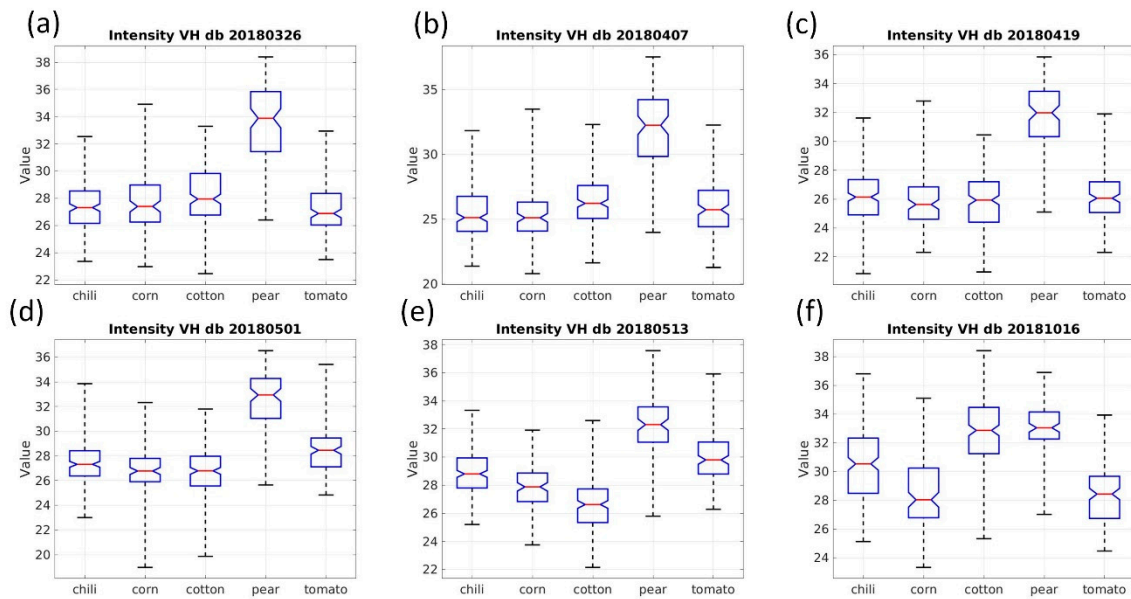 (a)
Intensity VH db 20180326
Value
38
36
34
32
30
28
26
24
22
chili corn cotton pear tomato
(b)
Intensity VH db 20180407
Value
35
30
25
20
chili corn cotton pear tomato
(c)
Intensity VH db 20180419
Value
36
34
32
30
28
26
24
22
chili corn cotton pear tomato
(d)
Intensity VH db 20180501
Value
36
34
32
30
28
26
24
22
20
chili corn cotton pear tomato
(e)
Intensity VH db 20180513
Value
38
36
34
32
30
28
26
24
22
chili corn cotton pear tomato
(f)
Intensity VH db 20181016
Value
38
36
34
32
30
28
26
24
chili corn cotton pear tomato